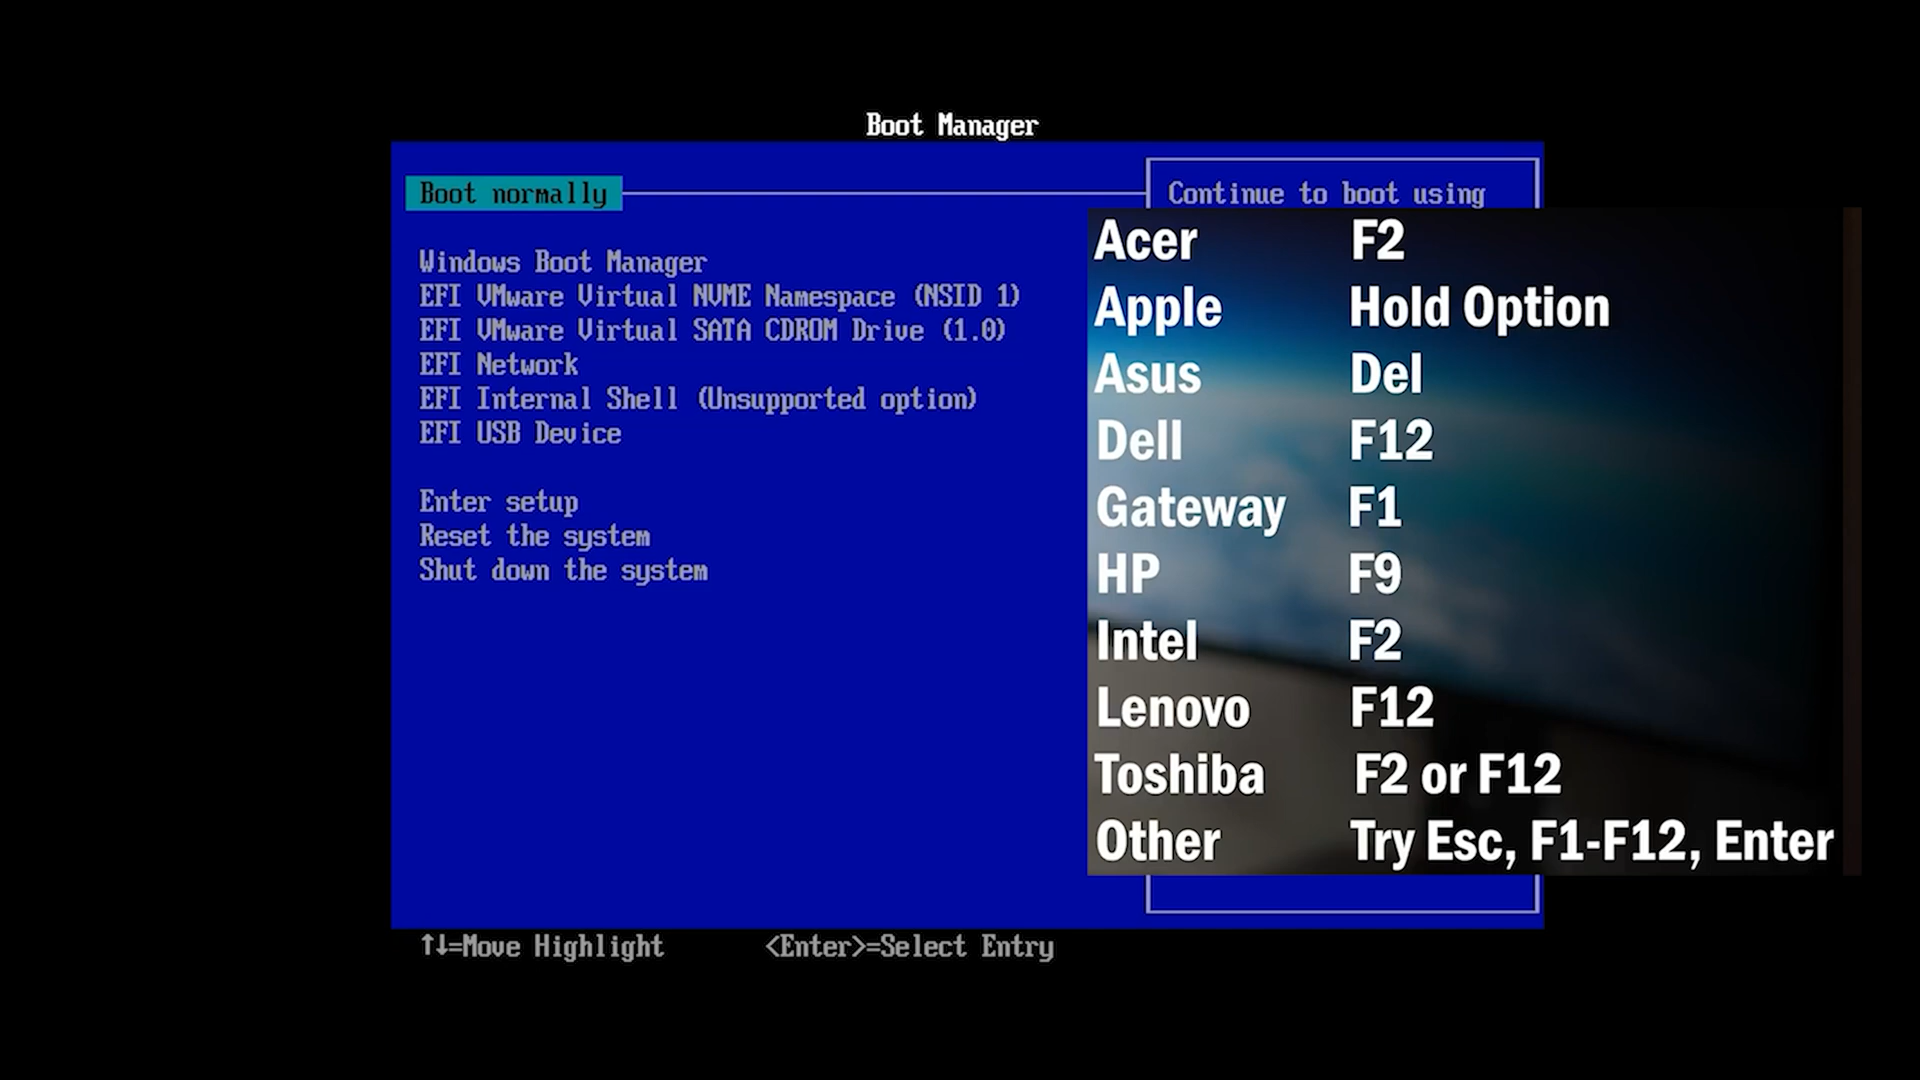 Boot Manager
Boot normally
Continue to boot using
Windows Boot Manager
EFI VMware Virtual NVME Namespace (NSID 1)
EFI VMware Virtual SATA CDROM Drive (1.0)
EFI Network
EFI Internal Shell (Unsupported option)
EFI USB Device
Enter setup
Reset the system
Shut down the system
Acer F2
Apple Hold Option
Asus Del
Dell F12
Gateway F1
HP F9
Intel F2
Lenovo F12
Toshiba F2 or F12
Other Try Esc, F1-F12, Enter
↑↓=Move Highlight <Enter>=Select Entry